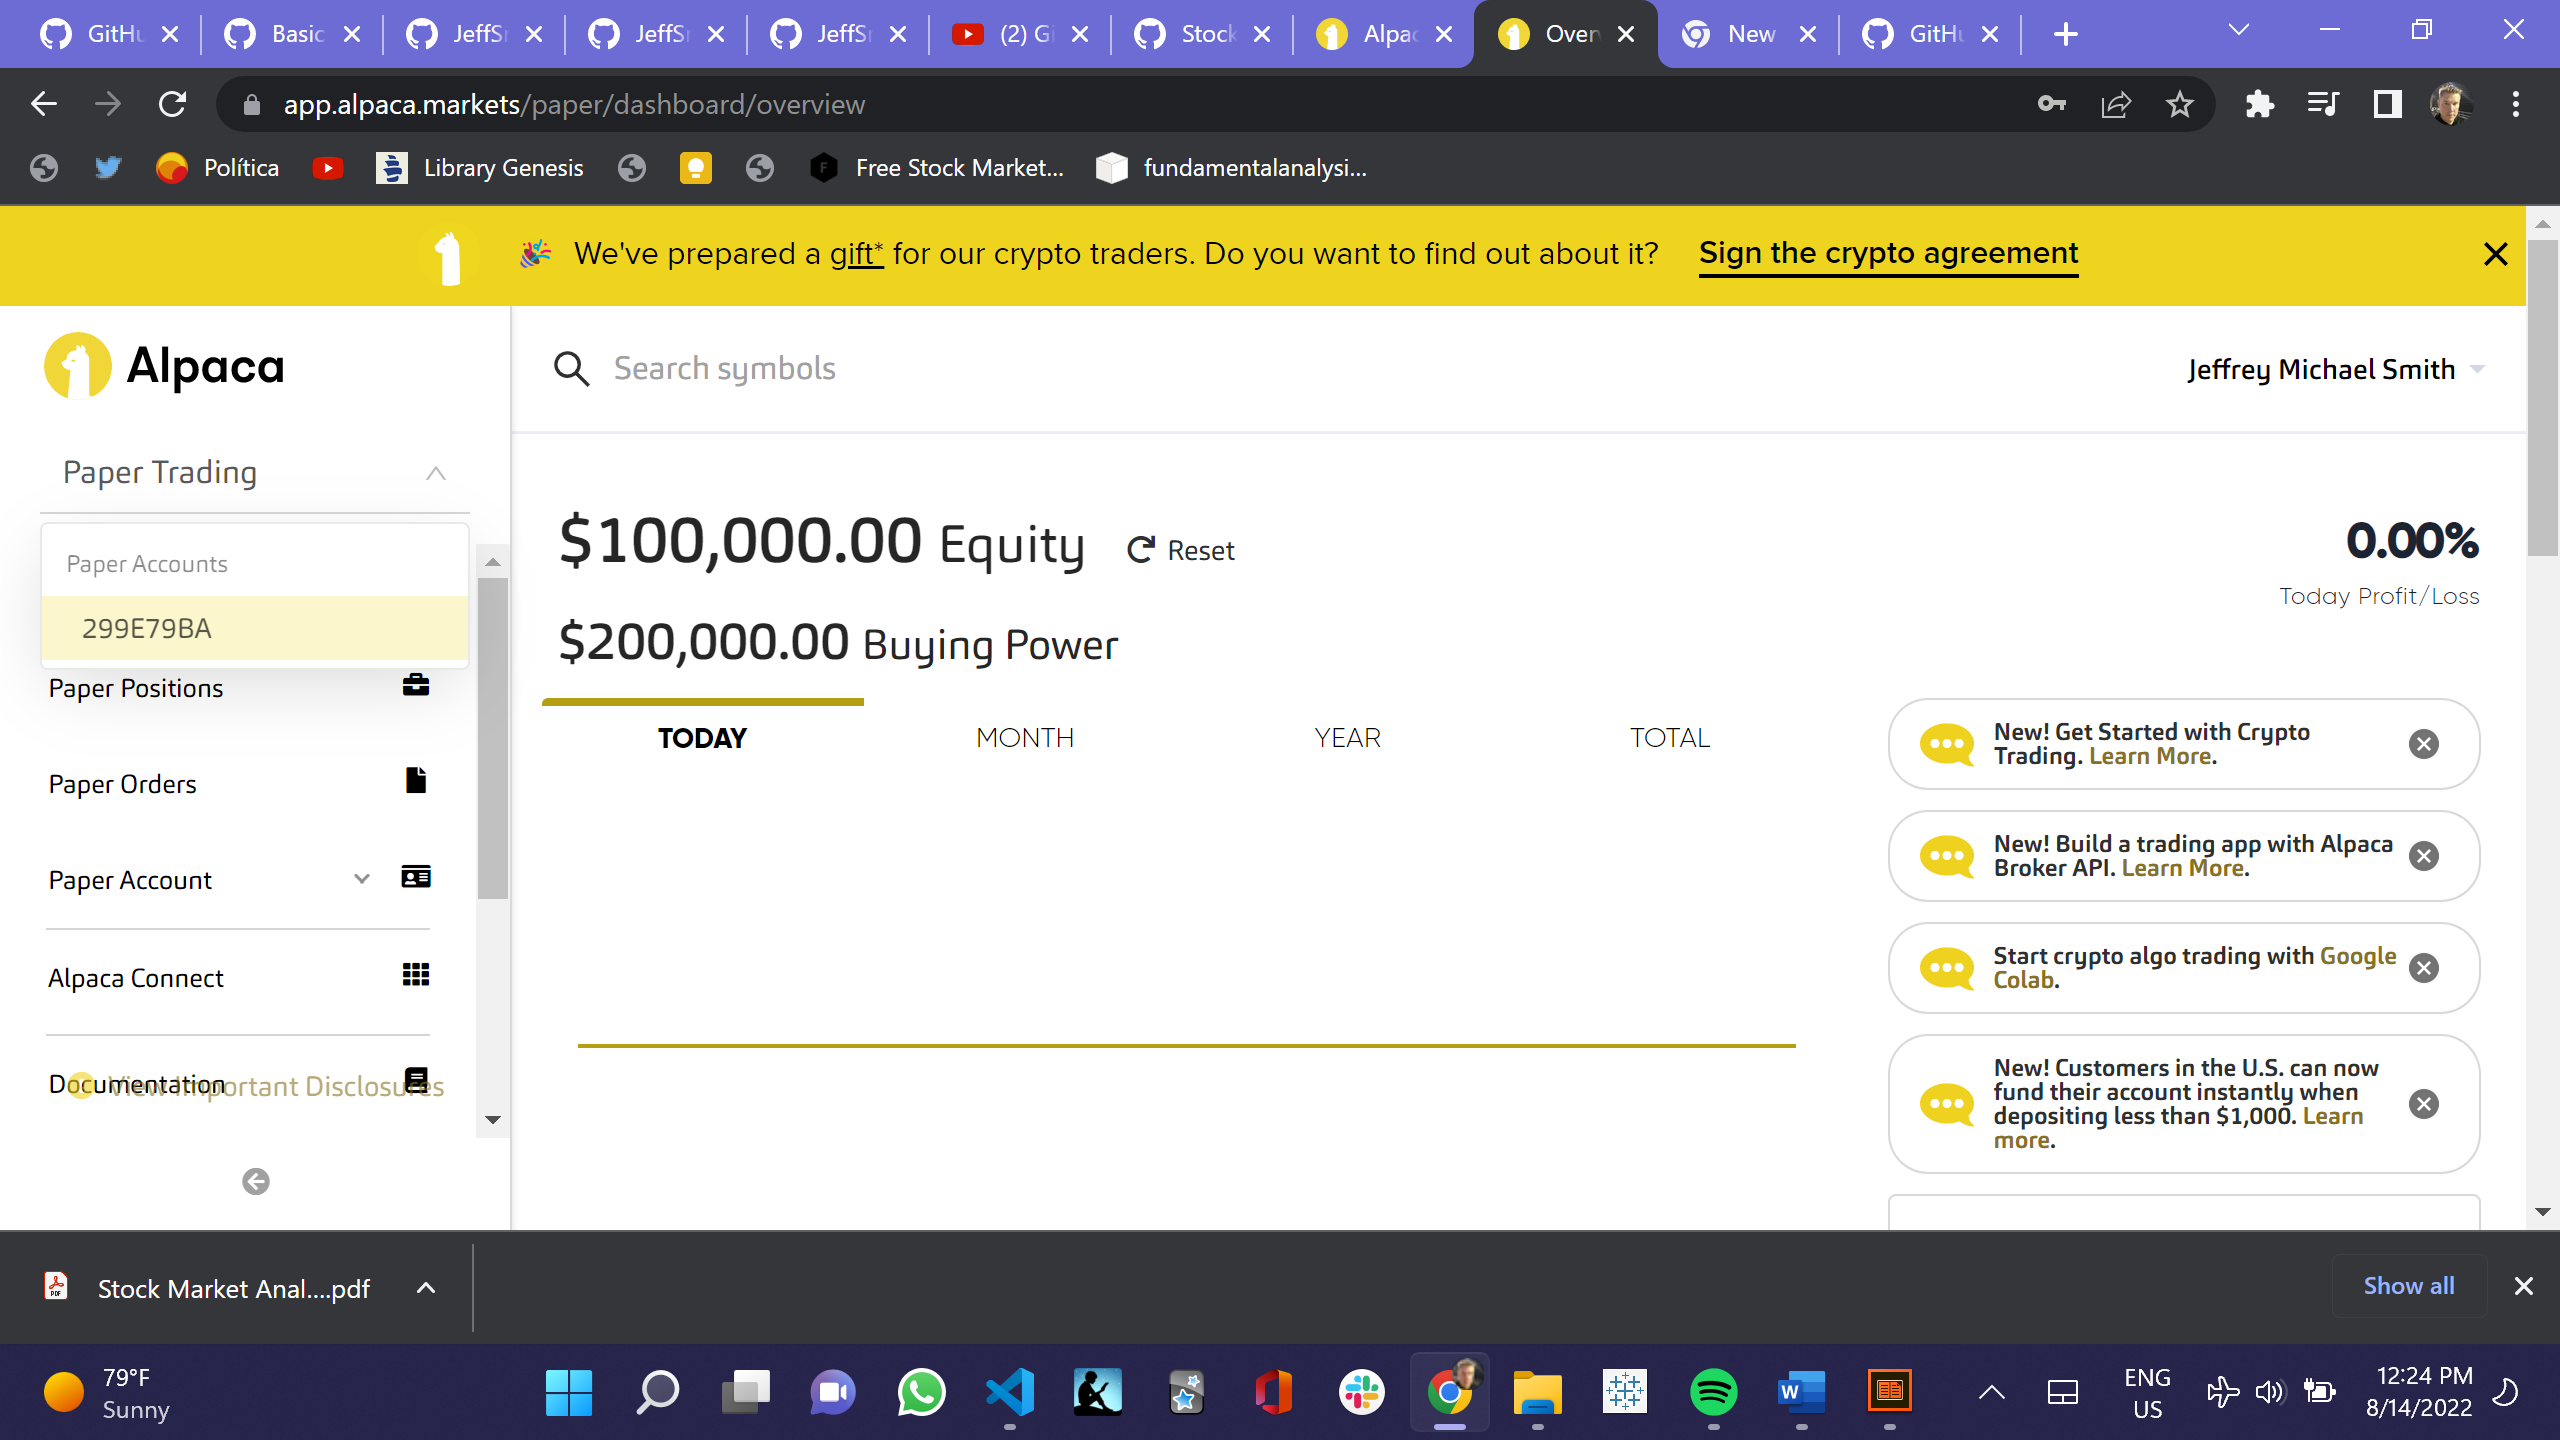 GitHu
Basic
JeffSr
JeffSr
JeffSr
(2) Gi
Stock
Alpac
Over
New
GitHu
app.alpaca.markets/paper/dashboard/overview
Política
Library Genesis
Free Stock Market...
fundamentalanalysi...
We've prepared a gift* for our crypto traders. Do you want to find out about it?
Sign the crypto agreement
Alpaca
Search symbols
Jeffrey Michael Smith
Paper Trading
Paper Accounts
299E79BA
Paper Positions
Paper Orders
Paper Account
Alpaca Connect
Documentation
View Important Disclosures
$100,000.00 Equity
Reset
$200,000.00 Buying Power
0.00%
Today Profit/Loss
TODAY
MONTH
YEAR
TOTAL
New! Get Started with Crypto
Trading. Learn More.
New! Build a trading app with Alpaca
Broker API. Learn More.
Start crypto algo trading with Google
Colab.
New! Customers in the U.S. can now
fund their account instantly when
depositing less than $1,000. Learn
more.
Stock Market Anal....pdf
Show all
79°F
Sunny
ENG
US
12:24 PM
8/14/2022